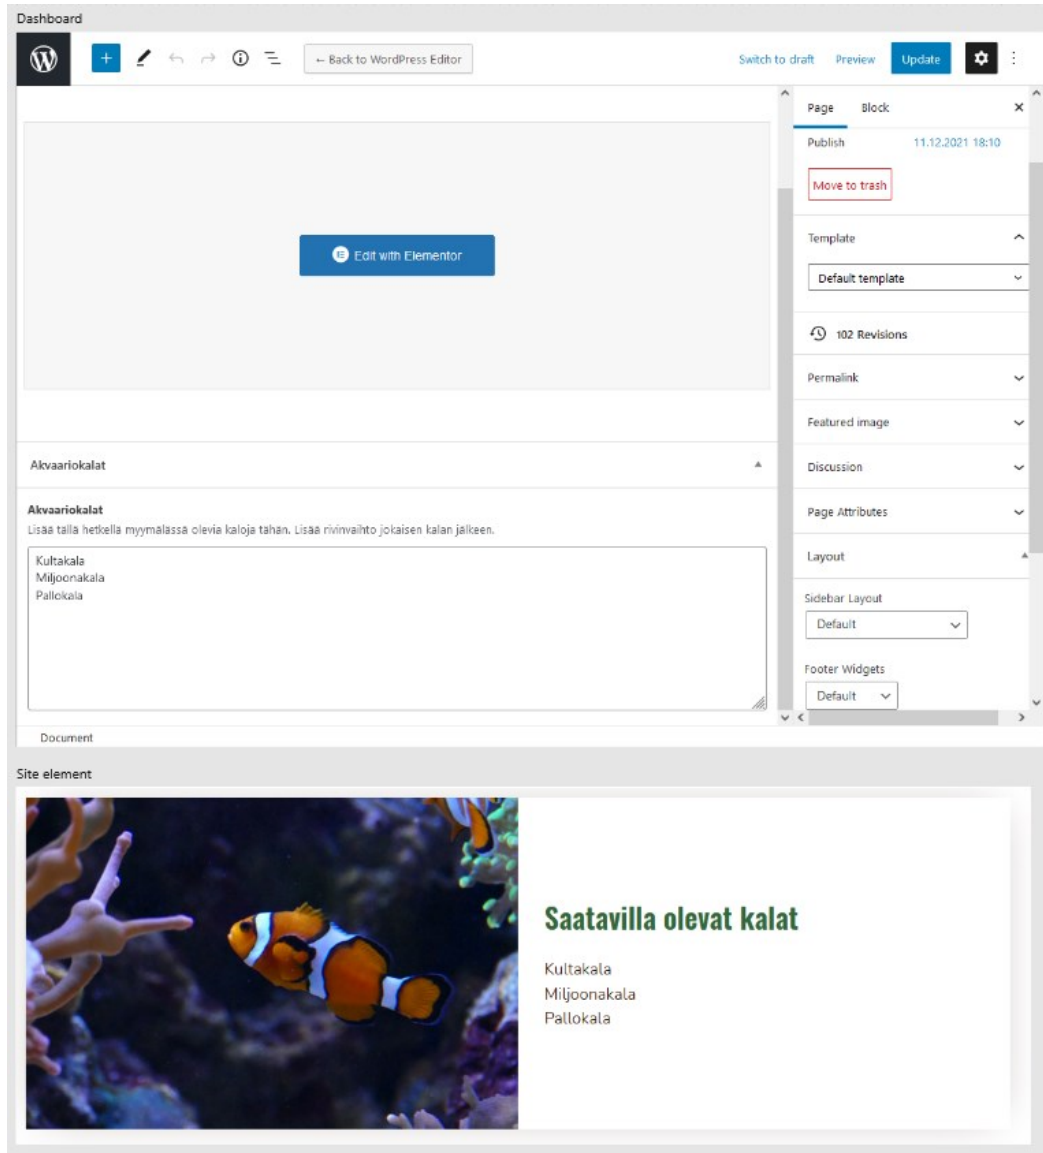 Dashboard
← Back to WordPress Editor
Switch to draft
Preview
Update
Page
Block
Publish
11.12.2021 18:10
Move to trash
Template
Default template
102 Revisions
Permalink
Featured image
Discussion
Page Attributes
Layout
Sidebar Layout
Default
Footer Widgets
Default
Edit with Elementor
Akvaariokalat
Akvaariokalat
Lisää tällä hetkellä myymälässä olevia kaloja tähän. Lisää rivinvaihto jokaisen kalan jälkeen.
Kultakala
Miljoonakala
Pallokala
Document
Site element
Saatavilla olevat kalat
Kultakala
Miljoonakala
Pallokala